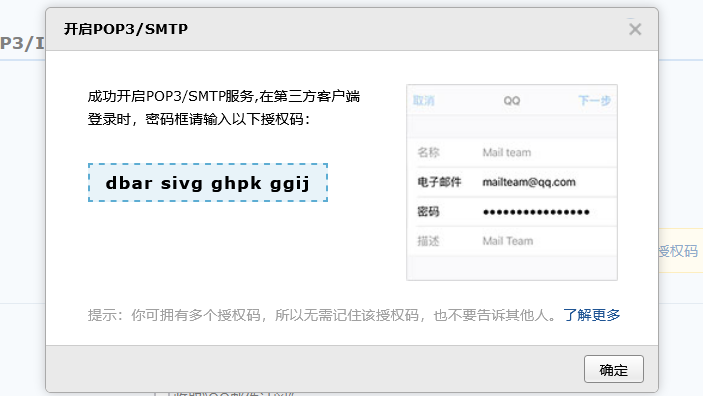 开启POP3/SMTP
P3/I
成功开启POP3/SMTP服务,在第三方客户端
登录时，密码框请输入以下授权码：
dbar sivg ghpk ggij
取消 QQ 下一步
名称 Mail team
电子邮件 mailteam@qq.com
密码 ●●●●●●●●●●●●●●●●
描述 Mail Team
授权码
提示：你可拥有多个授权码，所以无需记住该授权码，也不要告诉其他人。了解更多
确定